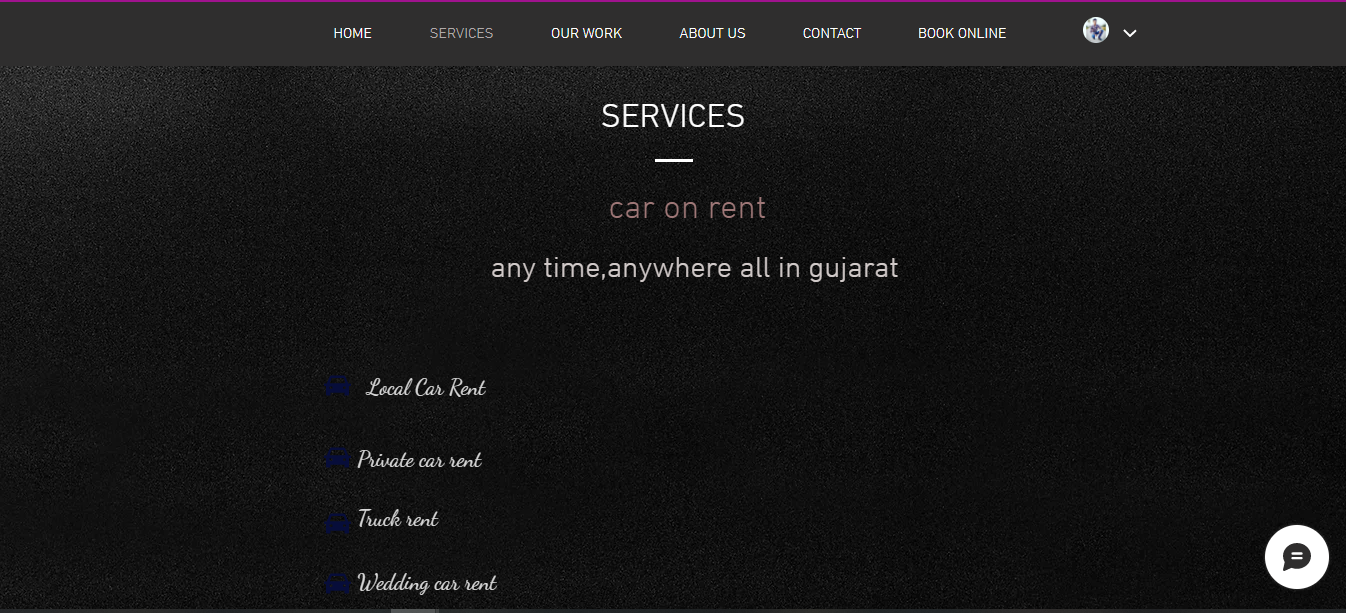 HOME SERVICES OUR WORK ABOUT US CONTACT BOOK ONLINE
SERVICES
car on rent
any time,anywhere all in gujarat
Local Car Rent
Private car rent
Truck rent
Wedding car rent